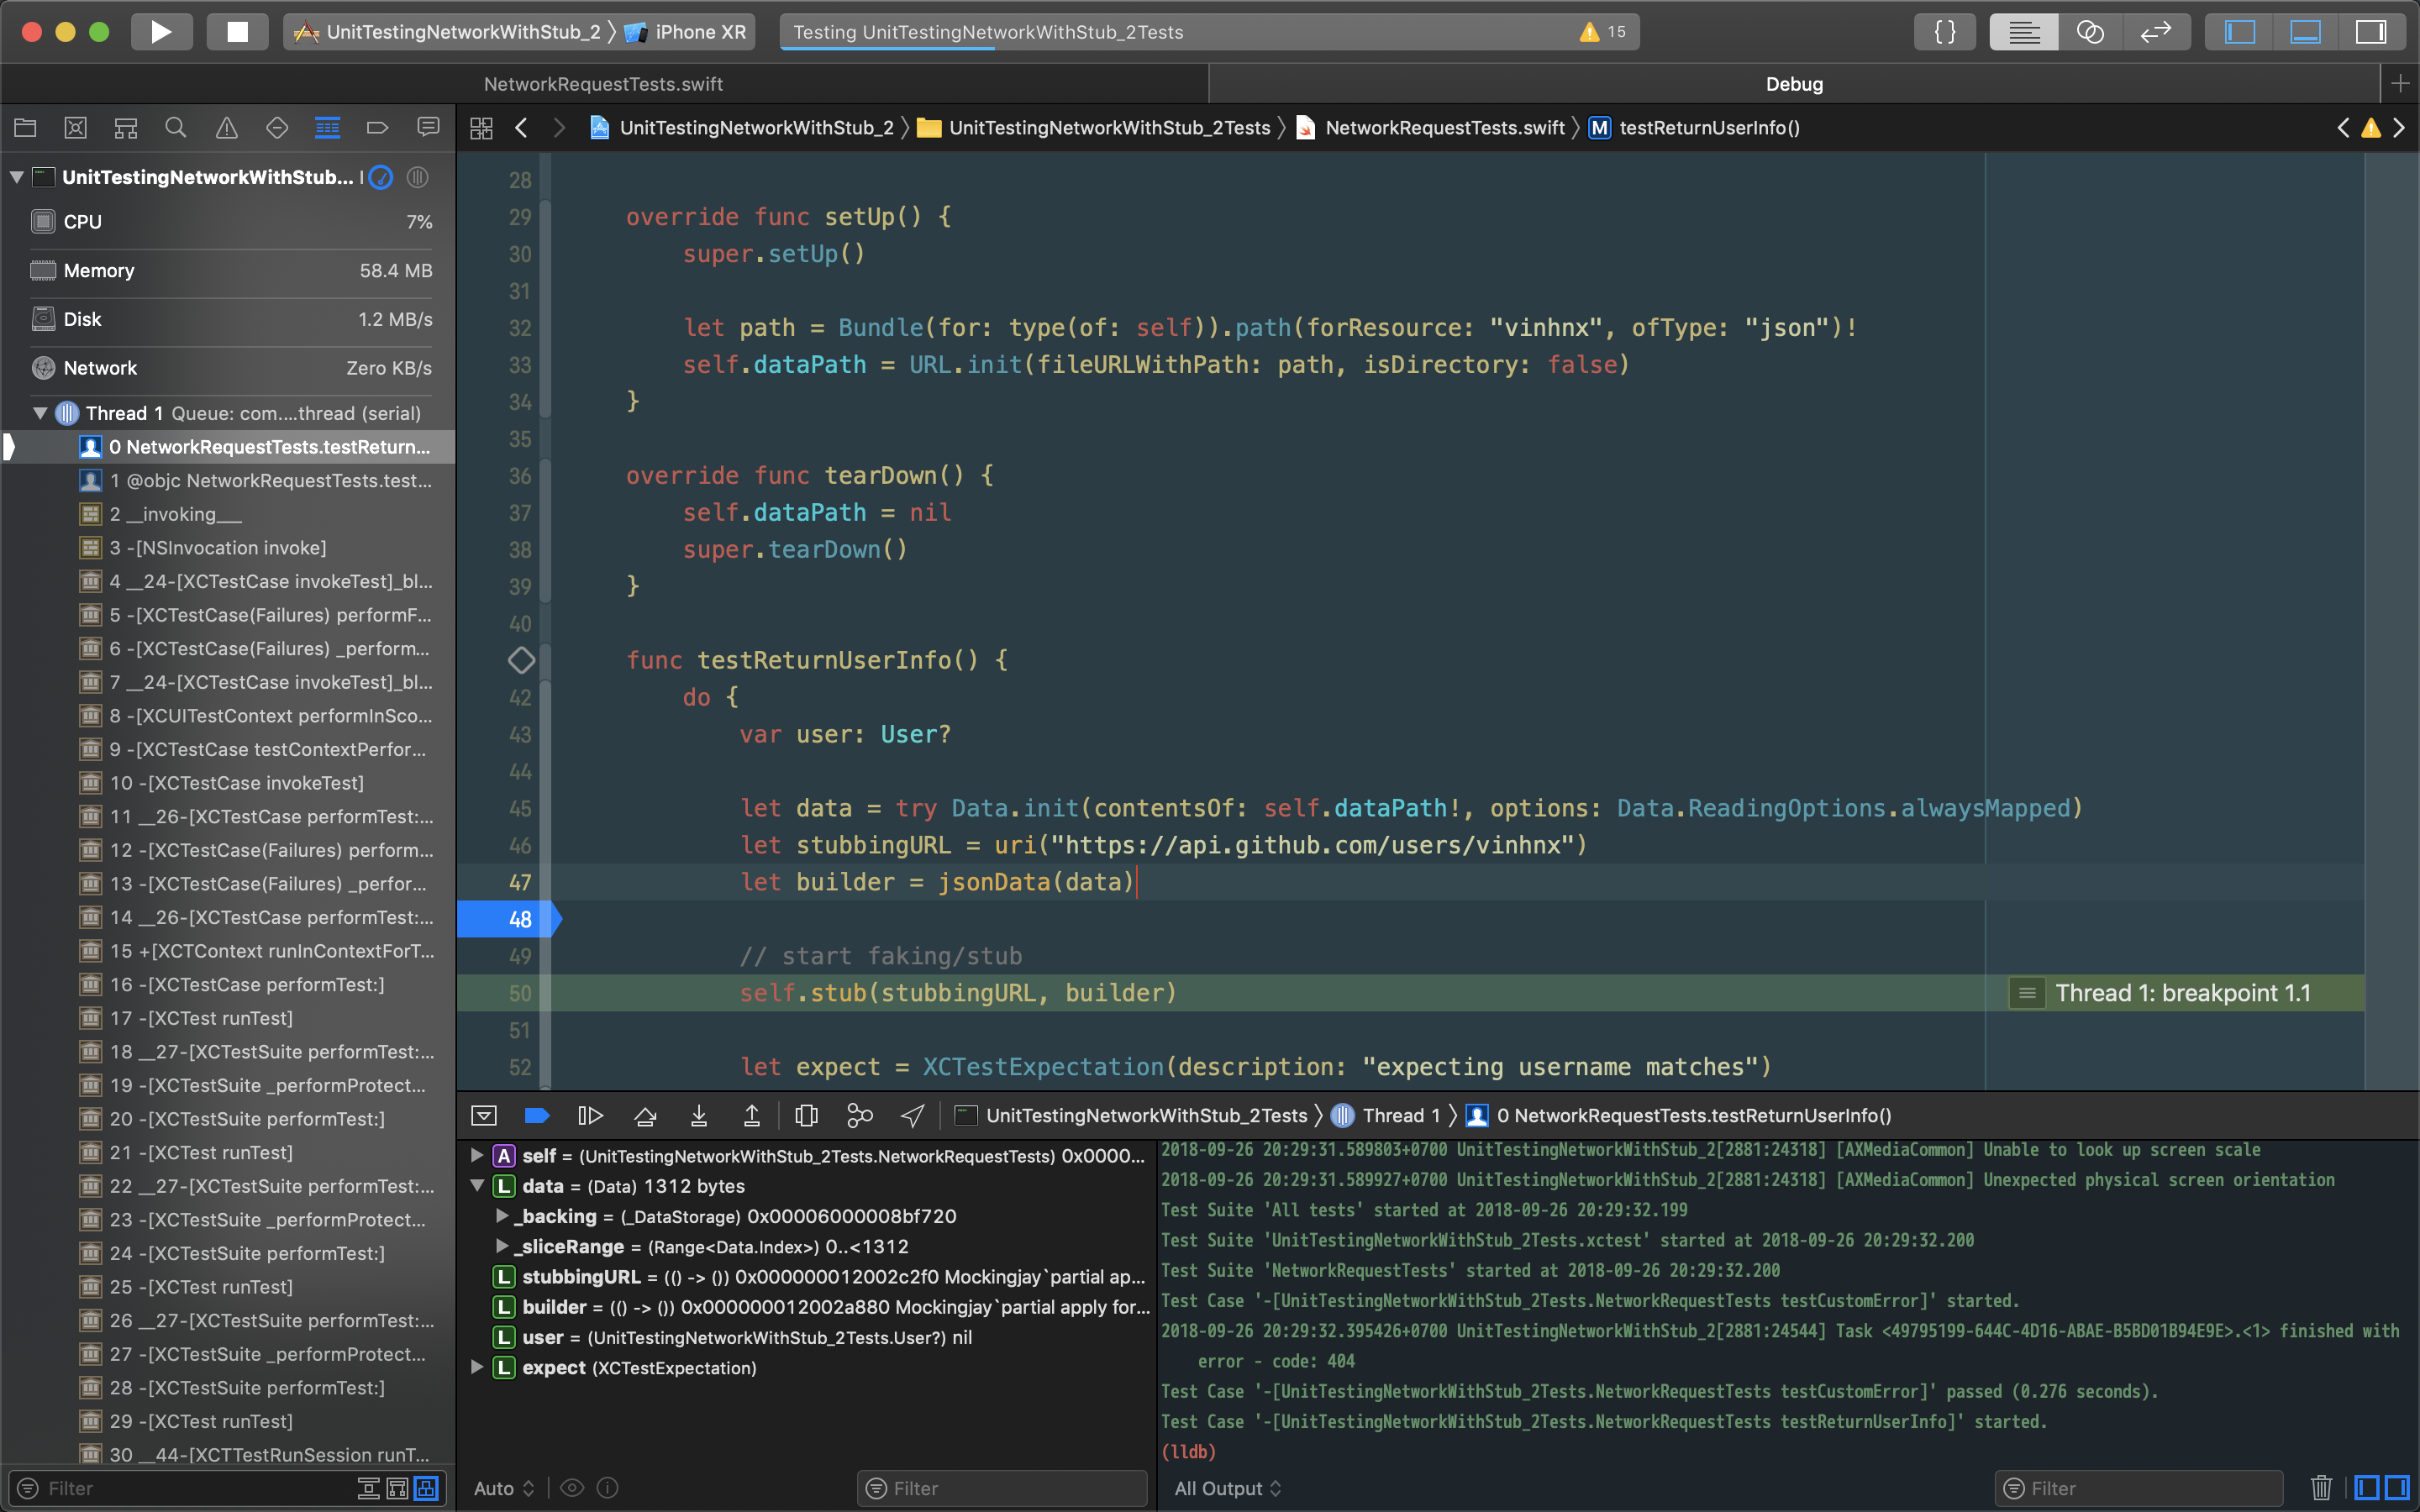 UnitTestingNetworkWithStub_2 〉 iPhone XR
Testing UnitTestingNetworkWithStub_2Tests 15
{}
NetworkRequestTests.swift
Debug
UnitTestingNetworkWithStub_2 〉 UnitTestingNetworkWithStub_2Tests 〉 NetworkRequestTests.swift 〉 M testReturnUserInfo()
UnitTestingNetworkWithStub...
CPU 7%
Memory 58.4 MB
Disk 1.2 MB/s
Network Zero KB/s
Thread 1 Queue: com....thread (serial)
0 NetworkRequestTests.testReturn...
1 @objc NetworkRequestTests.test...
2 __invoking___
3 -[NSInvocation invoke]
4 __24-[XCTestCase invokeTest]_bl...
5 -[XCTestCase(Failures) performF...
6 -[XCTestCase(Failures) _perform...
7 __24-[XCTestCase invokeTest]_bl...
8 -[XCUITestContext performInSco...
9 -[XCTestCase testContextPerfor...
10 -[XCTestCase invokeTest]
11 __26-[XCTestCase performTest:...
12 -[XCTestCase(Failures) perform...
13 -[XCTestCase(Failures) _perfor...
14 __26-[XCTestCase performTest:...
15 +[XCTContext runInContextForT...
16 -[XCTestCase performTest:]
17 -[XCTest runTest]
18 __27-[XCTestSuite performTest:...
19 -[XCTestSuite _performProtect...
20 -[XCTestSuite performTest:]
21 -[XCTest runTest]
22 __27-[XCTestSuite performTest:...
23 -[XCTestSuite _performProtect...
24 -[XCTestSuite performTest:]
25 -[XCTest runTest]
26 __27-[XCTestSuite performTest:...
27 -[XCTestSuite _performProtect...
28 -[XCTestSuite performTest:]
29 -[XCTest runTest]
30 __44-[XCTTestRunSession runT...
Filter
28
29 override func setUp() {
30 super.setUp()
31
32 let path = Bundle(for: type(of: self)).path(forResource: "vinhnx", ofType: "json")!
33 self.dataPath = URL.init(fileURLWithPath: path, isDirectory: false)
34 }
35
36 override func tearDown() {
37 self.dataPath = nil
38 super.tearDown()
39 }
40
func testReturnUserInfo() {
42 do {
43 var user: User?
44
45 let data = try Data.init(contentsOf: self.dataPath!, options: Data.ReadingOptions.alwaysMapped)
46 let stubbingURL = uri("https://api.github.com/users/vinhnx")
47 let builder = jsonData(data)
48
49 // start faking/stub
50 self.stub(stubbingURL, builder) Thread 1: breakpoint 1.1
51
52 let expect = XCTestExpectation(description: "expecting username matches")
UnitTestingNetworkWithStub_2Tests 〉 Thread 1 〉 0 NetworkRequestTests.testReturnUserInfo()
A self = (UnitTestingNetworkWithStub_2Tests.NetworkRequestTests) 0x0000...
L data = (Data) 1312 bytes
_backing = (_DataStorage) 0x00006000008bf720
_sliceRange = (Range<Data.Index>) 0..<1312
L stubbingURL = (() -> ()) 0x000000012002c2f0 Mockingjay`partial ap...
L builder = (() -> ()) 0x000000012002a880 Mockingjay`partial apply for...
L user = (UnitTestingNetworkWithStub_2Tests.User?) nil
L expect (XCTestExpectation)
Auto
Filter
2018-09-26 20:29:31.589803+0700 UnitTestingNetworkWithStub_2[2881:24318] [AXMediaCommon] Unable to look up screen scale
2018-09-26 20:29:31.589927+0700 UnitTestingNetworkWithStub_2[2881:24318] [AXMediaCommon] Unexpected physical screen orientation
Test Suite 'All tests' started at 2018-09-26 20:29:32.199
Test Suite 'UnitTestingNetworkWithStub_2Tests.xctest' started at 2018-09-26 20:29:32.200
Test Suite 'NetworkRequestTests' started at 2018-09-26 20:29:32.200
Test Case '-[UnitTestingNetworkWithStub_2Tests.NetworkRequestTests testCustomError]' started.
2018-09-26 20:29:32.395426+0700 UnitTestingNetworkWithStub_2[2881:24544] Task <49795199-644C-4D16-ABAE-B5BD01B94E9E>.<1> finished with
error - code: 404
Test Case '-[UnitTestingNetworkWithStub_2Tests.NetworkRequestTests testCustomError]' passed (0.276 seconds).
Test Case '-[UnitTestingNetworkWithStub_2Tests.NetworkRequestTests testReturnUserInfo]' started.
(lldb)
All Output
Filter